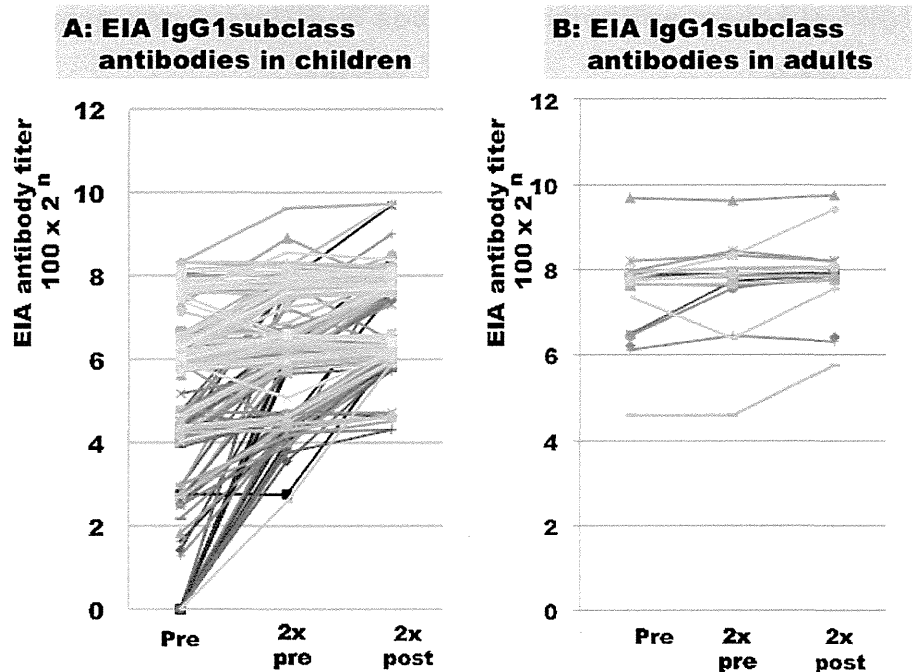 A: EIA IgG1subclass
antibodies in children
EIA antibody titer
100 x 2n
12
10
8
6
4
2
0
Pre
2x
pre
2x
post
B: EIA IgG1subclass
antibodies in adults
EIA antibody titer
100 x 2n
12
10
8
6
4
2
0
Pre
2x
pre
2x
post